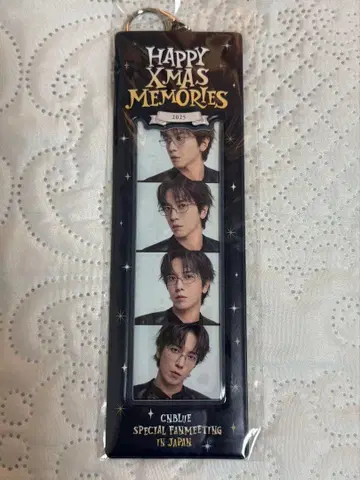 HAPPY
XMAS
MEMORIES
2025
CNBLUE
SPECIAL FANMEETING
IN JAPAN